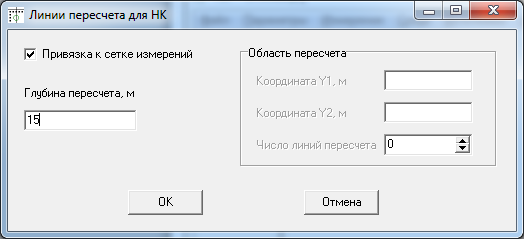 Линии пересчета для НК
Привязка к сетке измерений
Глубина пересчета, м
15
Область пересчета
Координата Y1, м
Координата Y2, м
Число линий пересчета
0
OK
Отмена